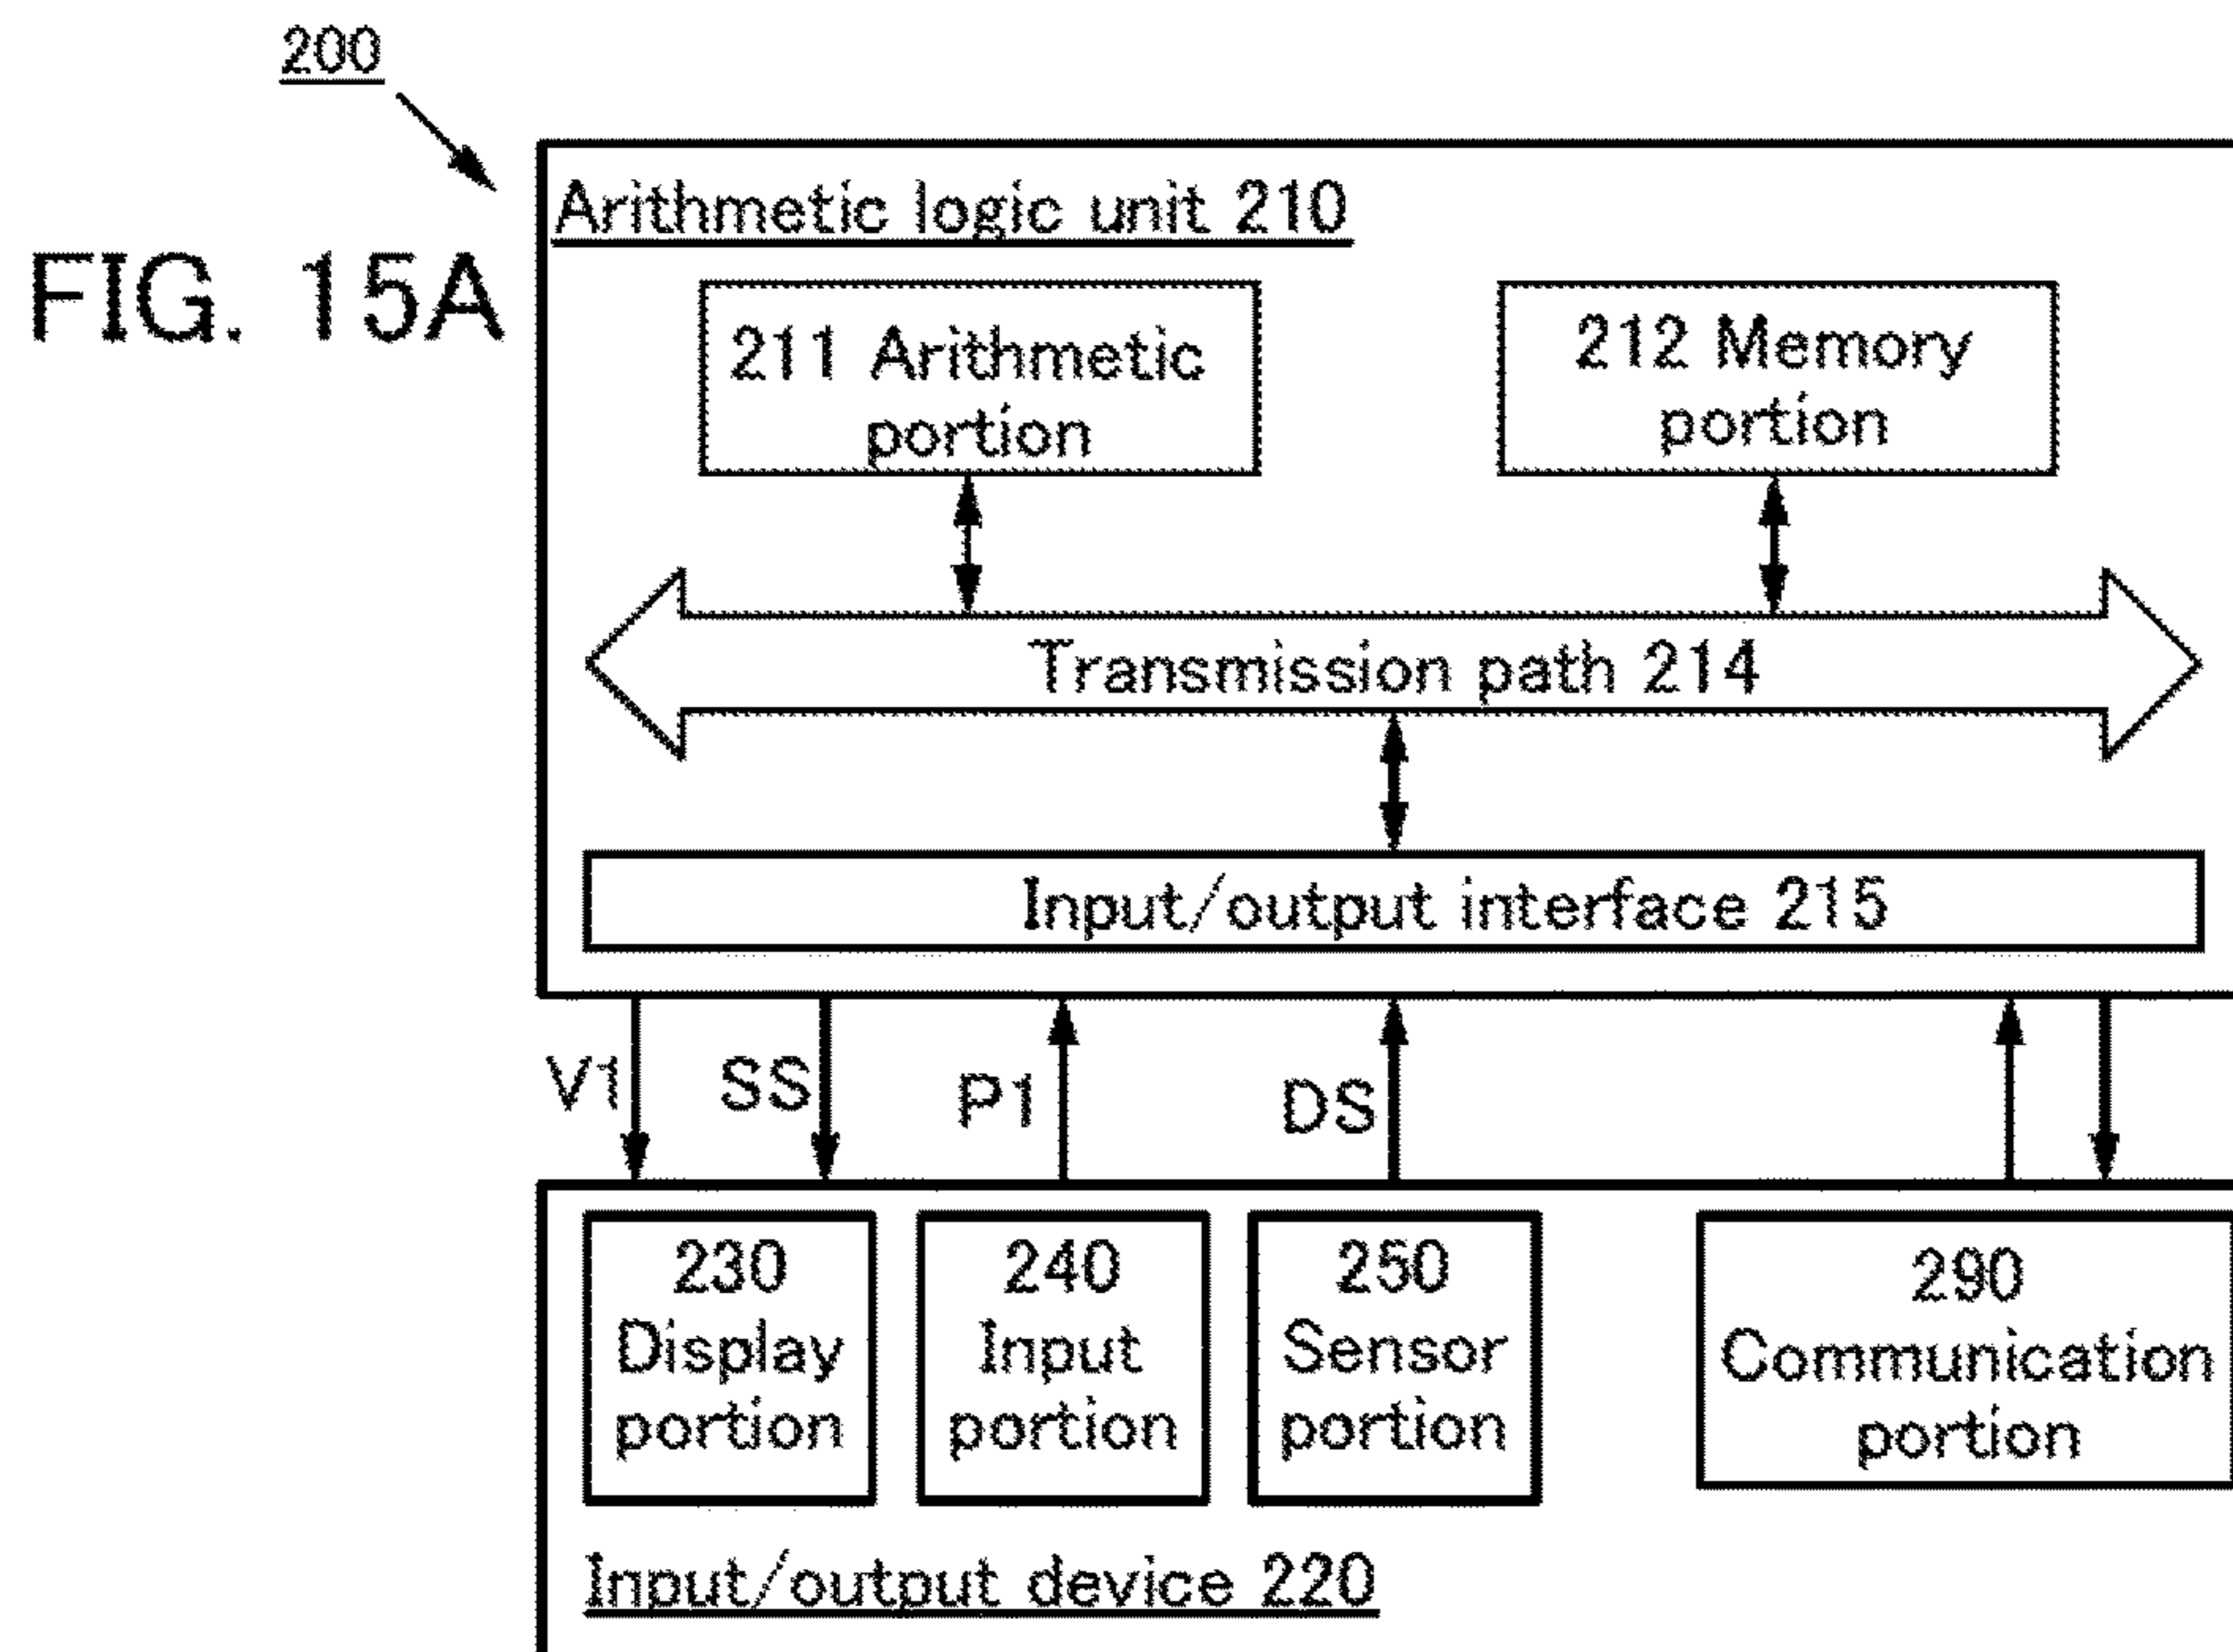 200
FIG. 15A
Arithmetic logic unit 210
211 Arithmetic
portion
212 Memory
portion
Transmission path 214
Input/output interface 215
V1
SS
P1
DS
230
Display
portion
240
Input
portion
250
Sensor
portion
290
Communication
portion
Input/output device 220